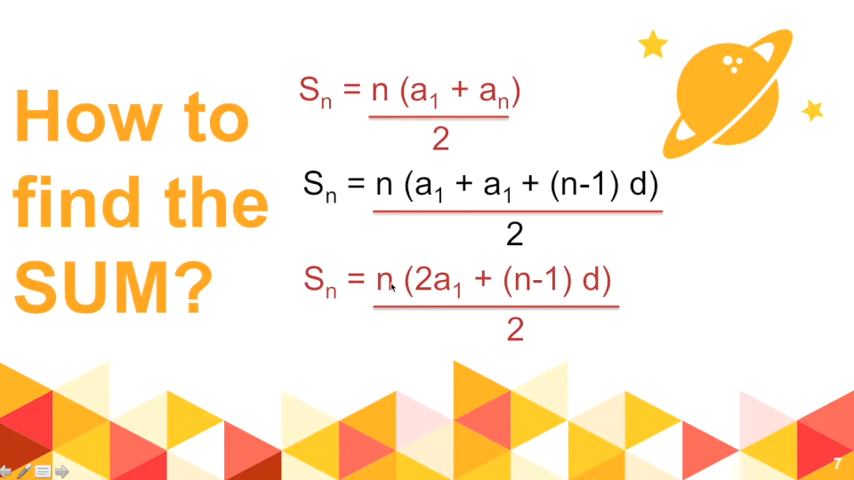 How to
find the
SUM?
Sₙ = n (a₁ + aₙ)
2
Sₙ = n (a₁ + a₁ + (n-1) d)
2
Sₙ = n (2a₁ + (n-1) d)
2
7